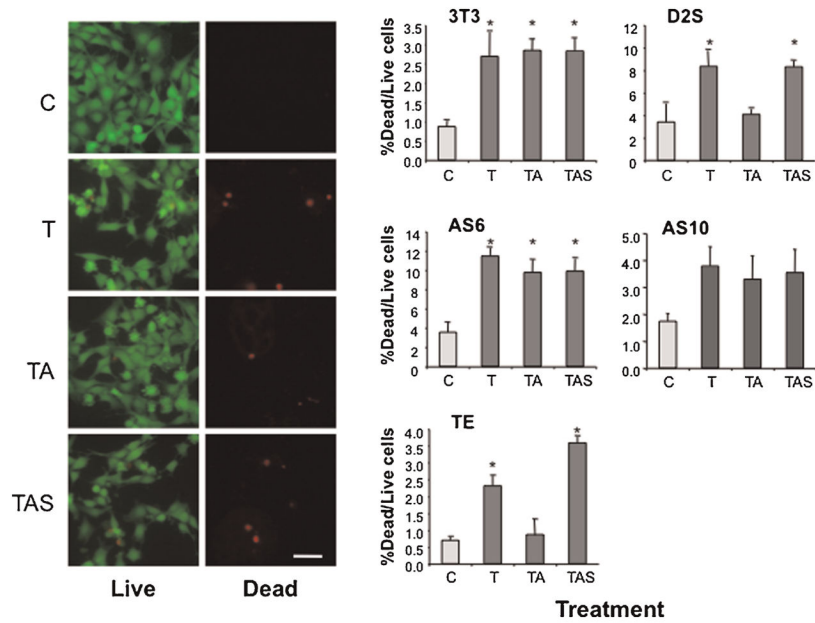 C
T
TA
TAS
Live Dead
3T3
%Dead/Live cells
3.5
3.0
2.5
2.0
1.5
1.0
0.5
0.0
* * *
C T TA TAS
D2S
12
10
8
6
4
2
0
* *
C T TA TAS
AS6
%Dead/Live cells
14
12
10
8
6
4
2
0
* * *
C T TA TAS
AS10
5.0
4.0
3.0
2.0
1.0
0.0
C T TA TAS
TE
%Dead/Live cells
4.0
3.5
3.0
2.5
2.0
1.5
1.0
0.5
0.0
* *
C T TA TAS
Treatment